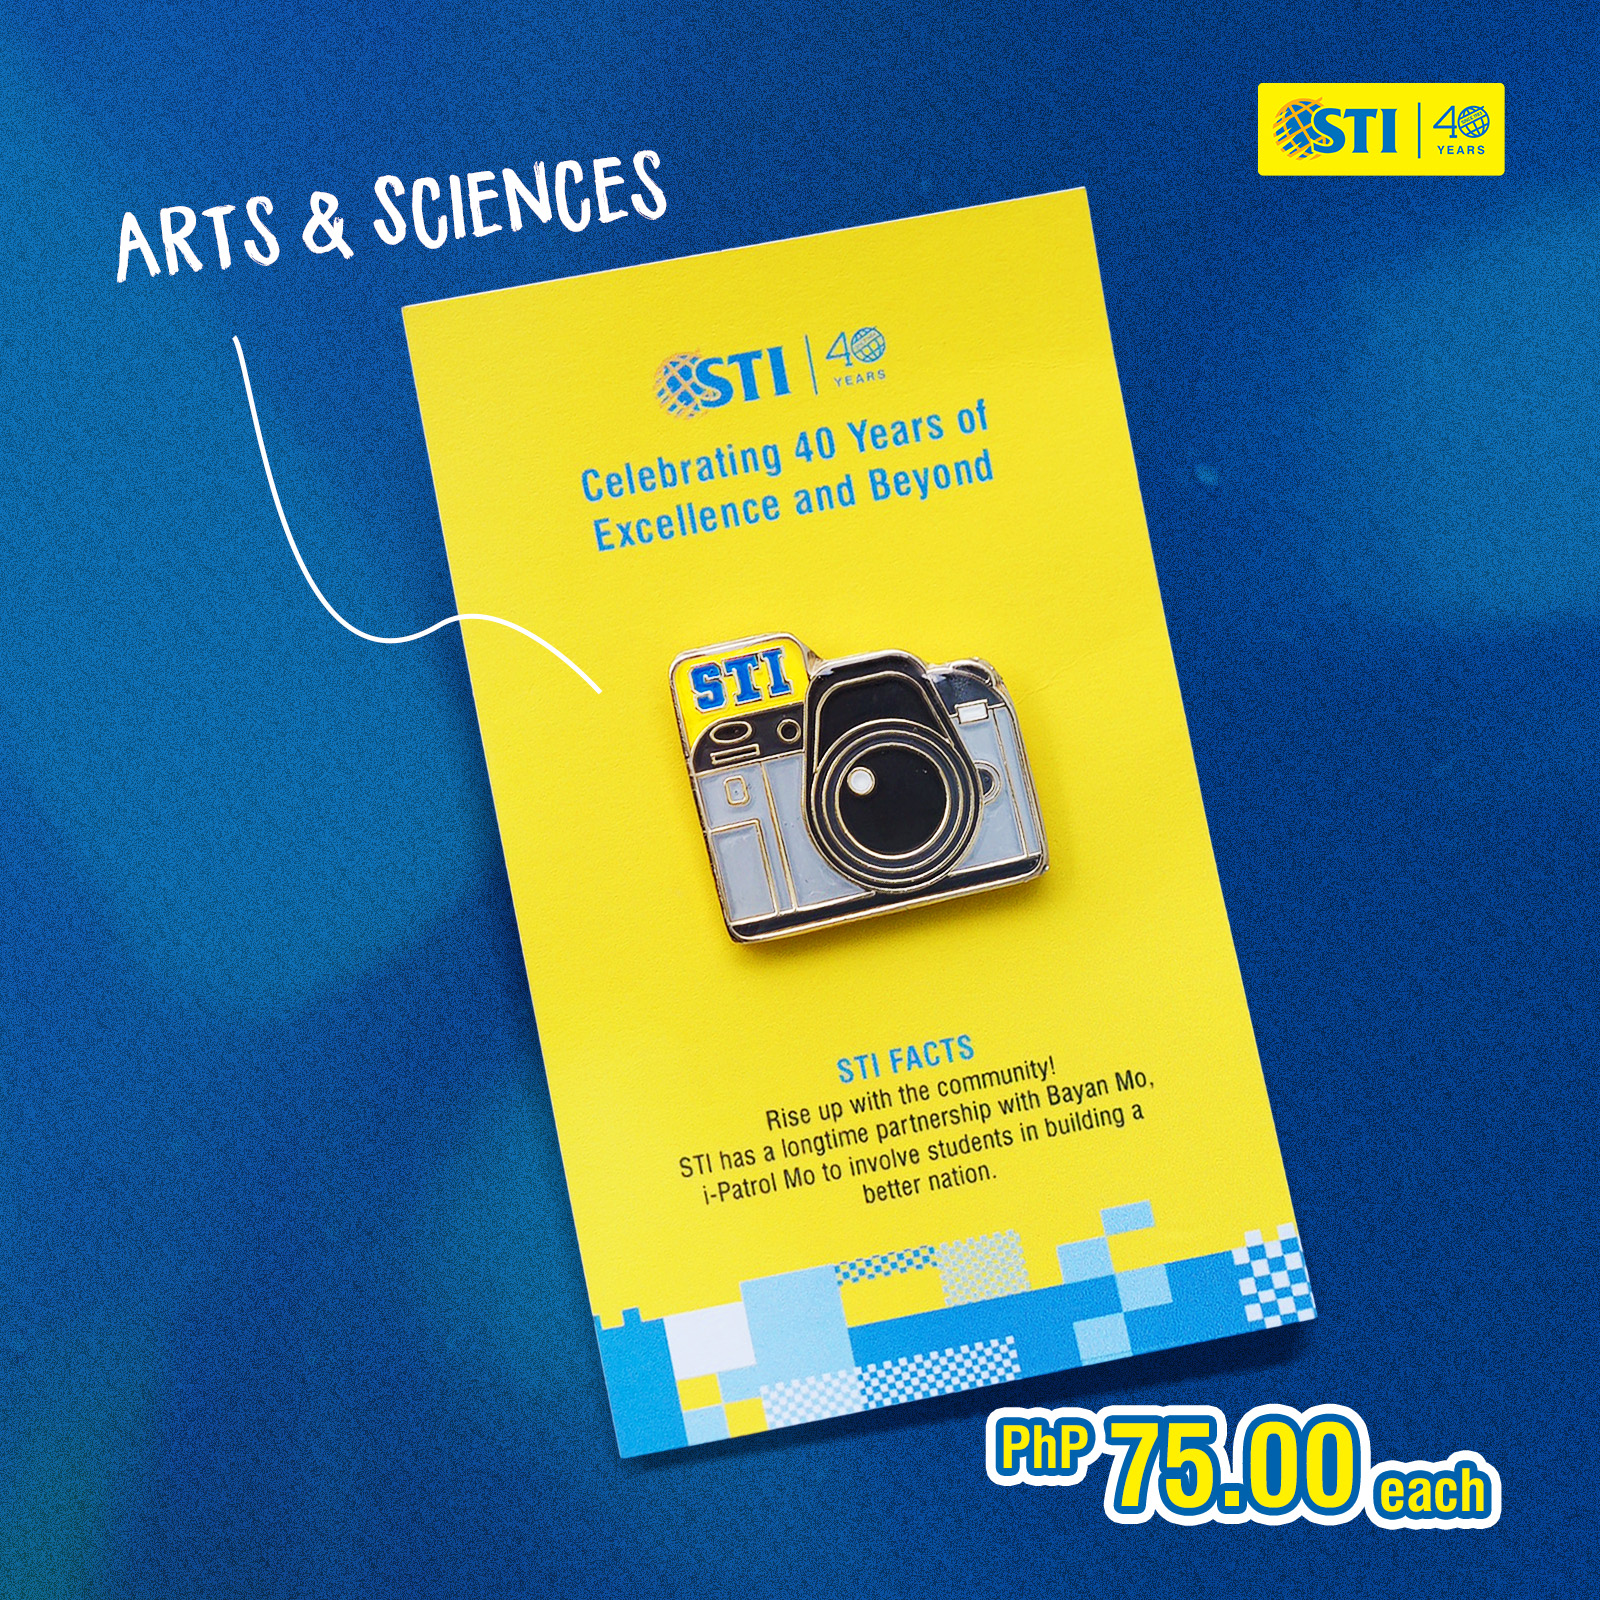 STI | 40 YEARS
ARTS & SCIENCES
STI | 40 YEARS
Celebrating 40 Years of
Excellence and Beyond
STI
STI FACTS
Rise up with the community!
STI has a longtime partnership with Bayan Mo,
i-Patrol Mo to involve students in building a
better nation.
PhP 75.00 each